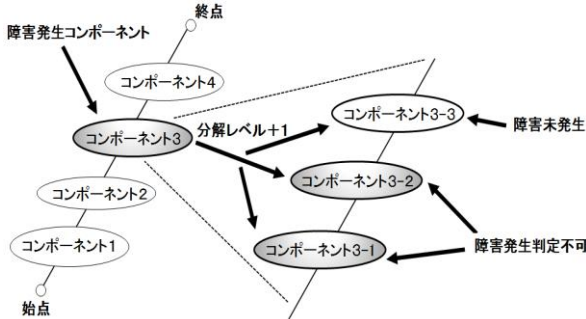 終点
障害発生コンポーネント
コンポーネント4
コンポーネント3
分解レベル+1
コンポーネント3-3
障害未発生
コンポーネント2
コンポーネント3-2
コンポーネント1
コンポーネント3-1
障害発生判定不可
始点